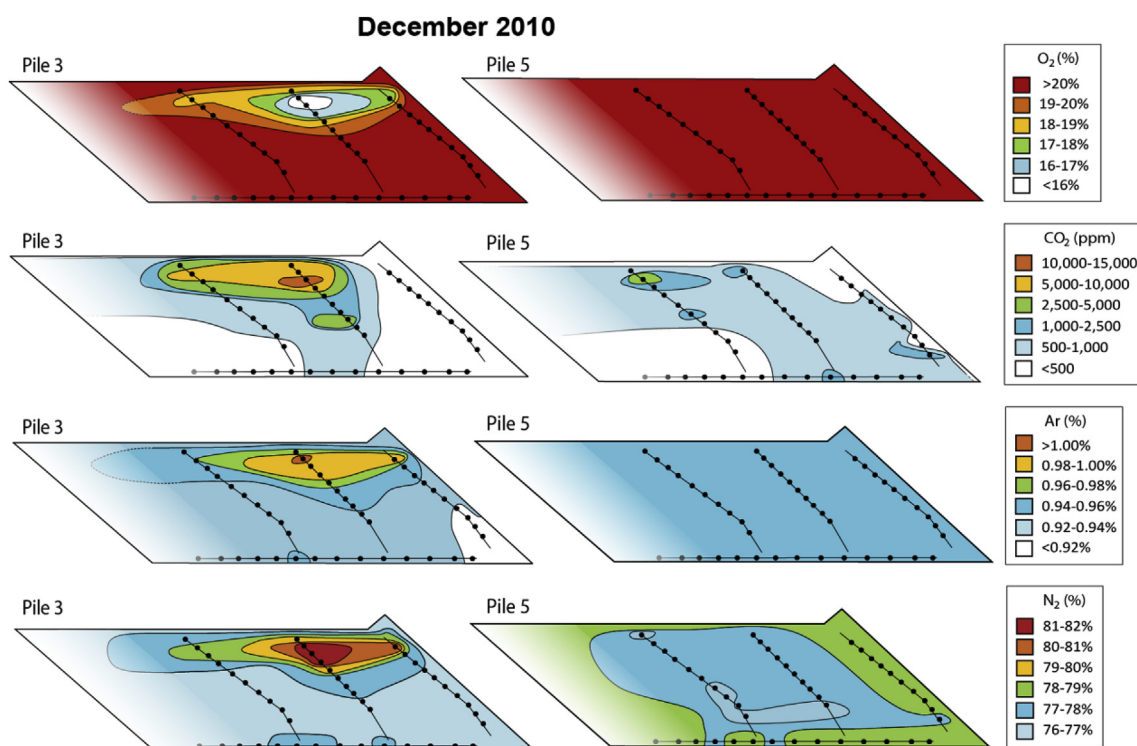 December 2010
Pile 3
Pile 5
O₂ (%)
>20%
19-20%
18-19%
17-18%
16-17%
<16%
Pile 3
Pile 5
CO₂ (ppm)
10,000-15,000
5,000-10,000
2,500-5,000
1,000-2,500
500-1,000
<500
Pile 3
Pile 5
Ar (%)
>1.00%
0.98-1.00%
0.96-0.98%
0.94-0.96%
0.92-0.94%
<0.92%
Pile 3
Pile 5
N₂ (%)
81-82%
80-81%
79-80%
78-79%
77-78%
76-77%